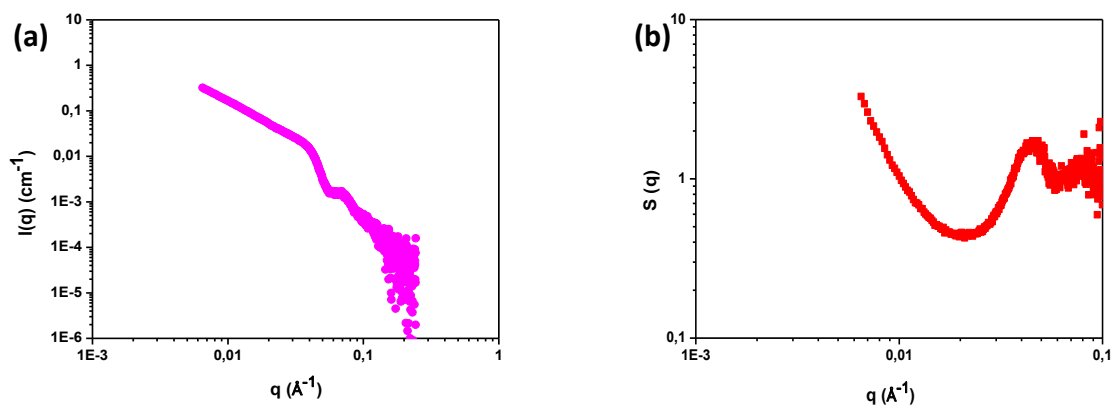 (a)
10
1
0,1
0,01
1E-3
1E-4
1E-5
1E-6
I(q) (cm⁻¹)
1E-3
0,01
0,1
1
q (Å⁻¹)
(b)
10
1
0,1
S (q)
1E-3
0,01
0,1
q (Å⁻¹)